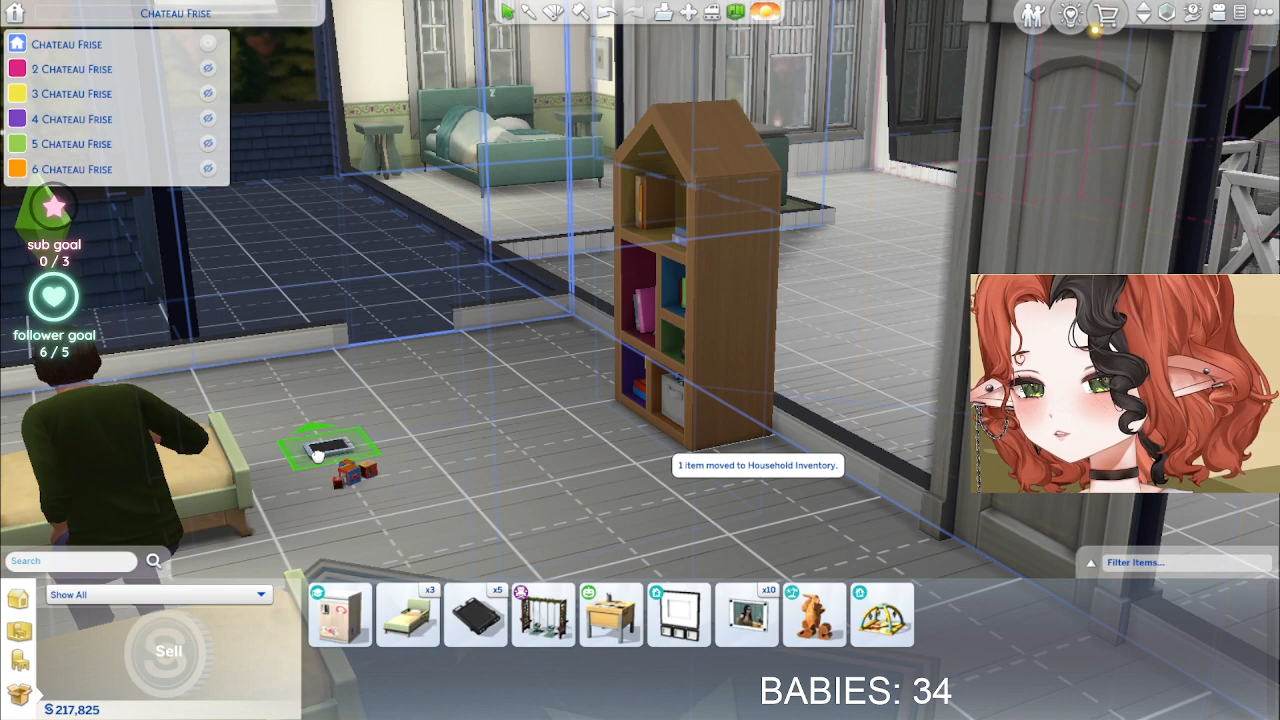 CHATEAU FRISE
CHATEAU FRISE
2 CHATEAU FRISE
3 CHATEAU FRISE
4 CHATEAU FRISE
5 CHATEAU FRISE
6 CHATEAU FRISE
sub goal
0 / 3
follower goal
6 / 5
1 item moved to Household Inventory.
Search
Filter Items...
Show All
x3
x5
x10
Sell
S 217,825
BABIES: 34